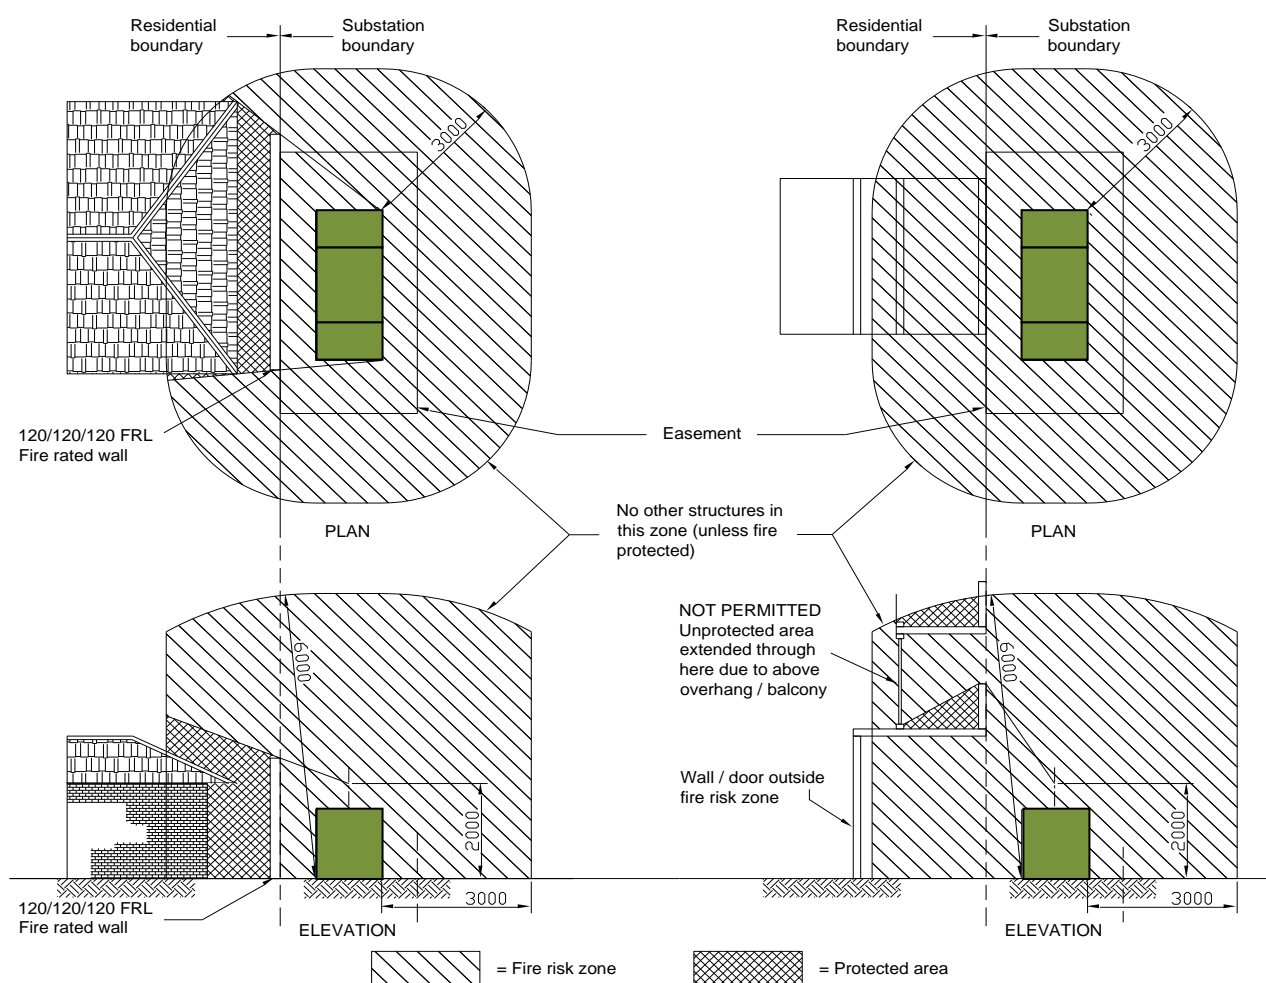 Residential
boundary
Substation
boundary
Residential
boundary
Substation
boundary
3000
3000
120/120/120 FRL
Fire rated wall
Easement
No other structures in
this zone (unless fire
protected)
PLAN
PLAN
NOT PERMITTED
Unprotected area
extended through
here due to above
overhang / balcony
6000
6000
Wall / door outside
fire risk zone
2000
2000
3000
3000
120/120/120 FRL
Fire rated wall
ELEVATION
ELEVATION
= Fire risk zone
= Protected area